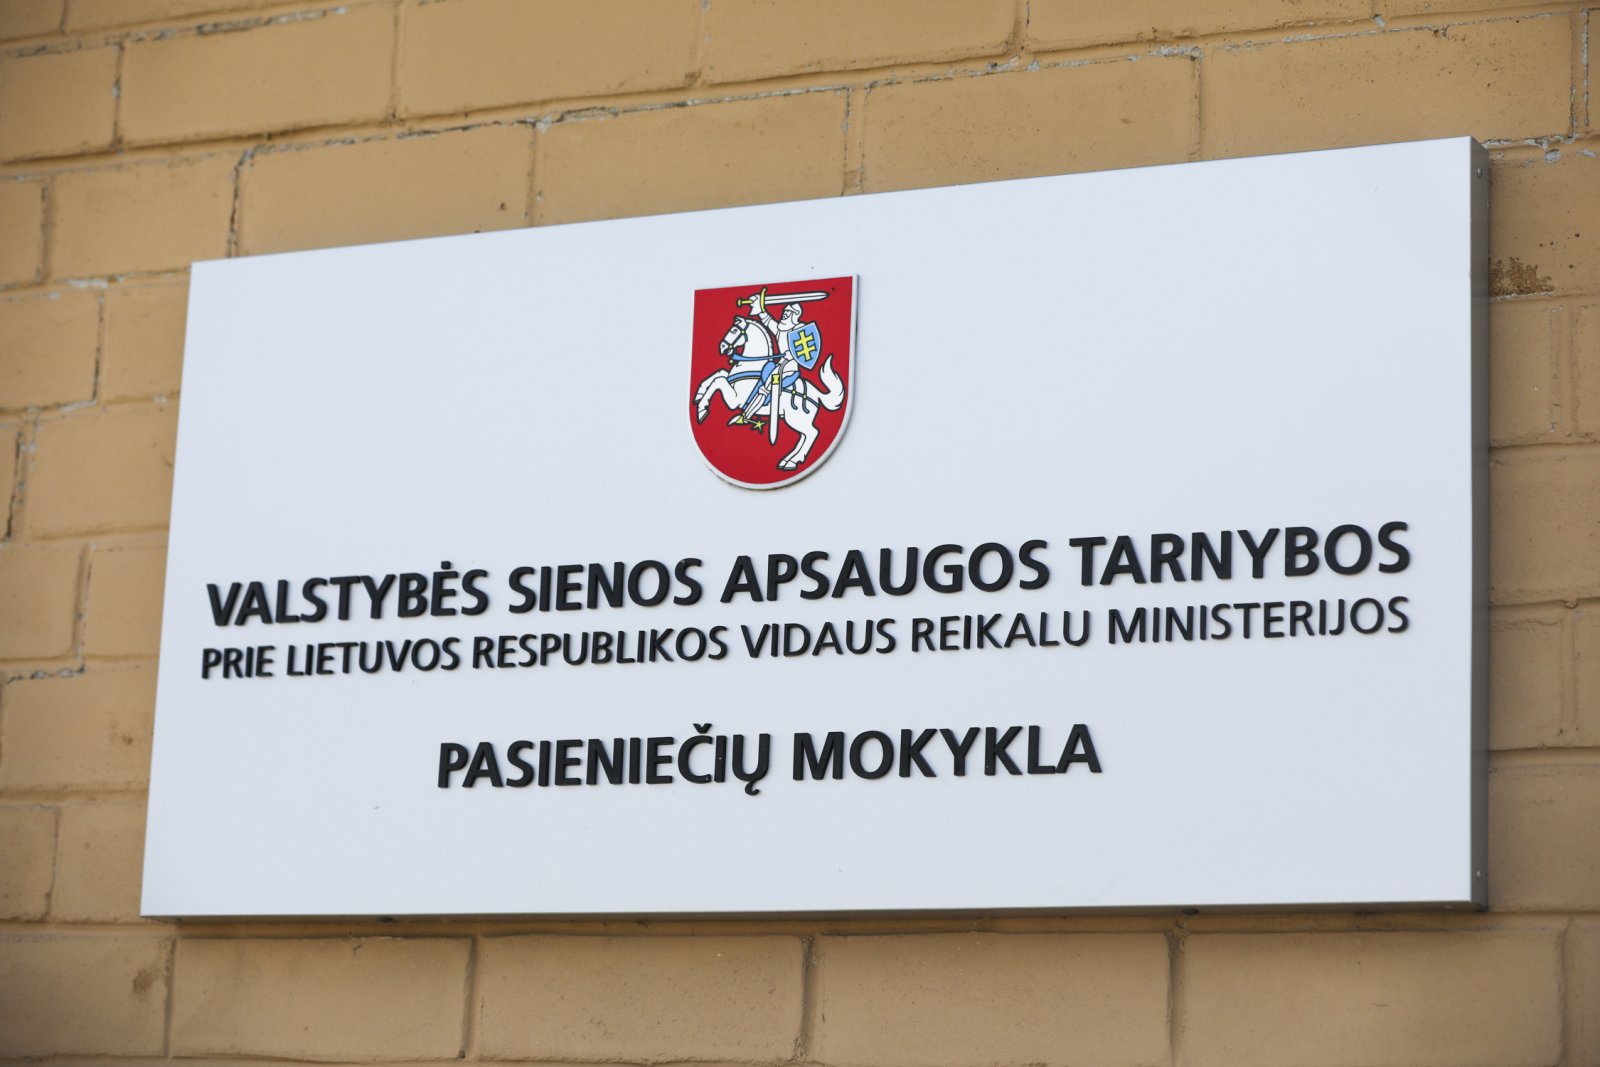 VALSTYBĖS SIENOS APSAUGOS TARNYBOS
PRIE LIETUVOS RESPUBLIKOS VIDAUS REIKALU MINISTERIJOS
PASIENIEČIŲ MOKYKLA